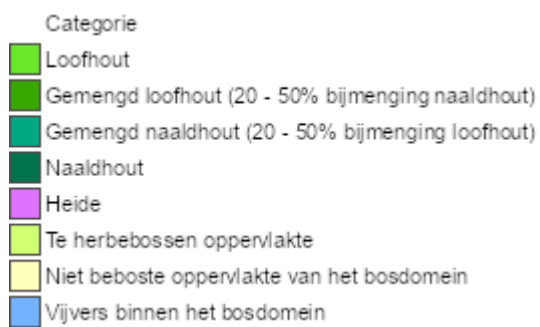 Categorie
Loofhout
Gemengd loofhout (20 - 50% bijmenging naaldhout)
Gemengd naaldhout (20 - 50% bijmenging loofhout)
Naaldhout
Heide
Te herbebossen oppervlakte
Niet beboste oppervlakte van het bosdomein
Vijvers binnen het bosdomein